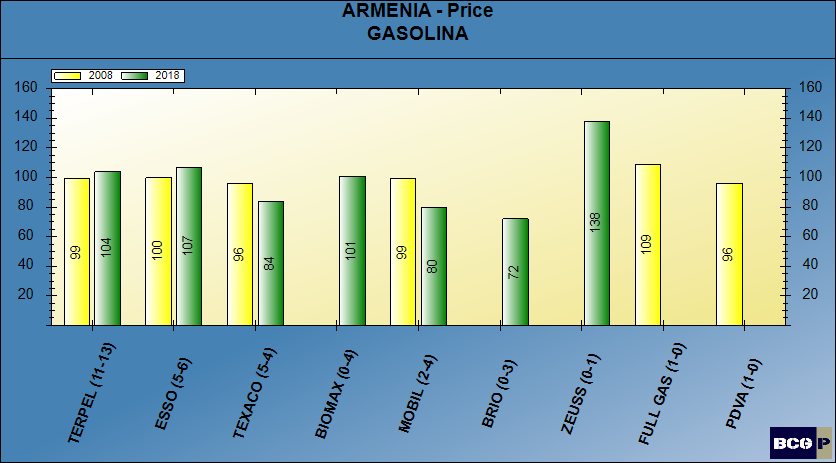 ARMENIA - Price
GASOLINA
2008 2018
160 160
140 140
120 120
100 100
80 80
60 60
40 40
20 20
99 104 100 107 96 84 101 99 80 72 138 109 96
TERPEL (11-13)
ESSO (5-6)
TEXACO (5-4)
BIOMAX (0-4)
MOBIL (2-4)
BRIO (0-3)
ZEUSS (0-1)
FULL GAS (1-0)
PDVA (1-0)
BCG P